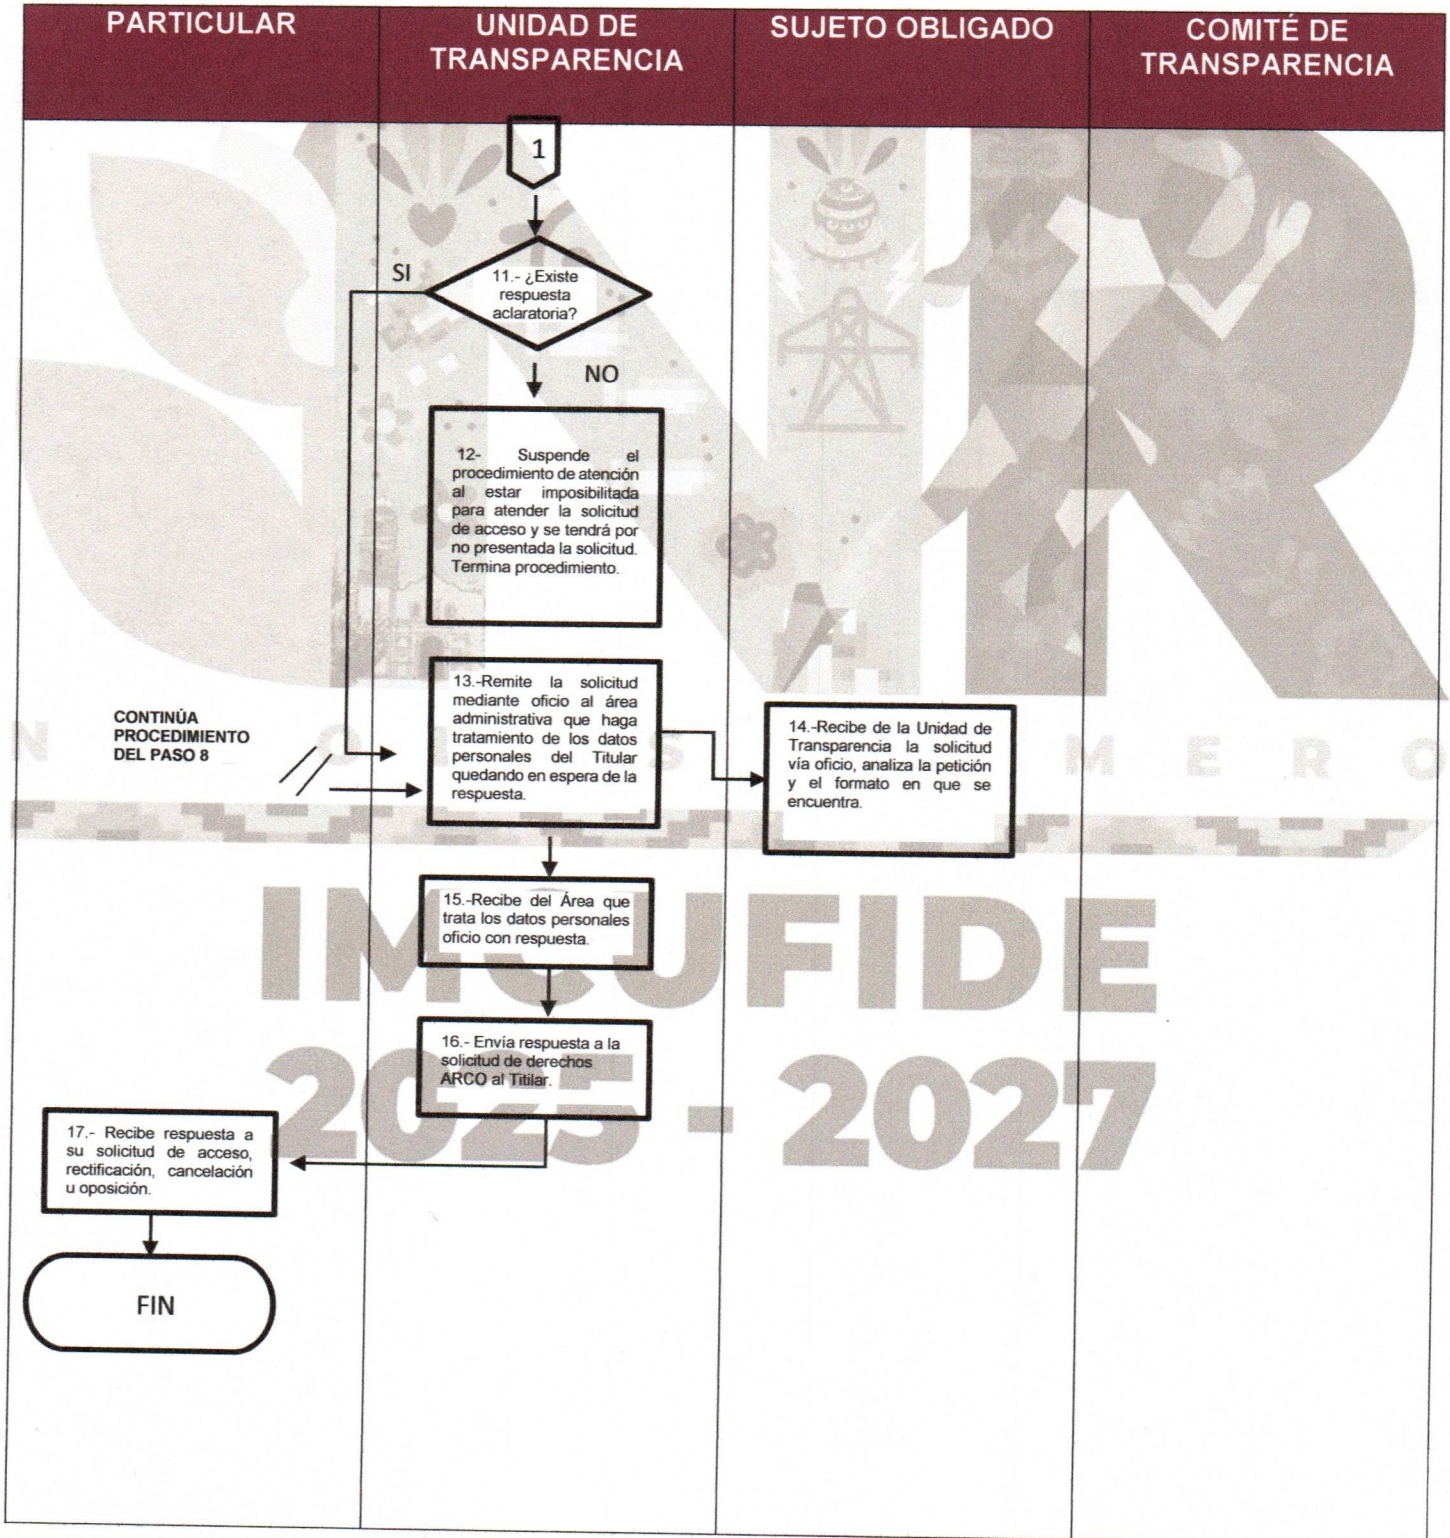 PARTICULAR
UNIDAD DE
TRANSPARENCIA
SUJETO OBLIGADO
COMITÉ DE
TRANSPARENCIA
1
SI
11.- ¿Existe
respuesta
aclaratoria?
NO
12- Suspende el
procedimiento de atención
al estar imposibilitada
para atender la solicitud
de acceso y se tendrá por
no presentada la solicitud.
Termina procedimiento.
CONTINÚA
PROCEDIMIENTO
DEL PASO 8
13.-Remite la solicitud
mediante oficio al área
administrativa que haga
tratamiento de los datos
personales del Titular
quedando en espera de la
respuesta.
14.-Recibe de la Unidad de
Transparencia la solicitud
vía oficio, analiza la petición
y el formato en que se
encuentra.
15.-Recibe del Área que
trata los datos personales
oficio con respuesta.
16.- Envía respuesta a la
solicitud de derechos
ARCO al Titilar.
17.- Recibe respuesta a
su solicitud de acceso,
rectificación, cancelación
u oposición.
FIN
IMCUFIDE
2025 - 2027